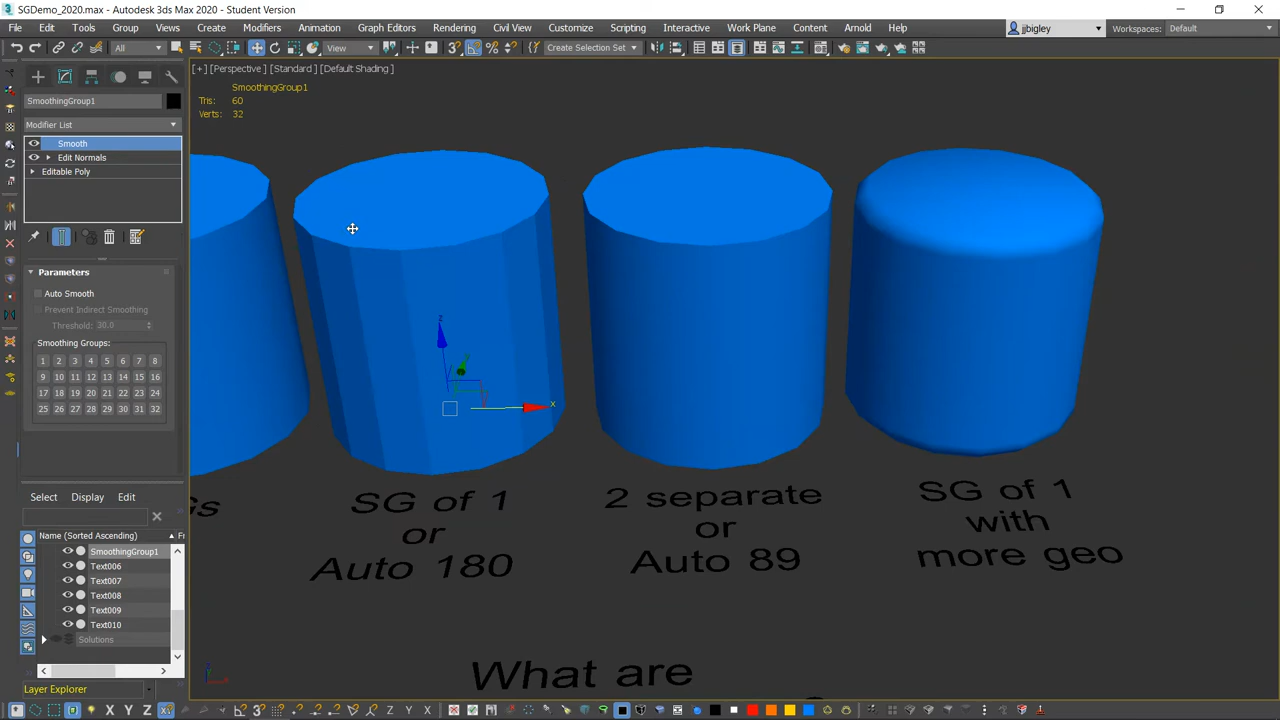 SGDemo_2020.max - Autodesk 3ds Max 2020 - Student Version
File Edit Tools Group Views Create Modifiers Animation Graph Editors Rendering Civil View Customize Scripting Interactive Work Planes Content Arnold Help jjbigley Workspaces: Default
All View Create Selection Set
[+] [Perspective ] [Standard ] [Default Shading ]
SmoothingGroup1
Tris: 60
Verts: 32
SmoothingGroup1
Modifier List
Smooth
Edit Normals
Editable Poly
Parameters
Auto Smooth
Prevent Indirect Smoothing
Threshold: 30.0
Smoothing Groups:
1 2 3 4 5 6 7 8
9 10 11 12 13 14 15 16
17 18 19 20 21 22 23 24
25 26 27 28 29 30 31 32
Select Display Edit
Name (Sorted Ascending) Fr
SmoothingGroup1
Text006
Text007
Text008
Text009
Text010
Solutions
Layer Explorer
z
x
Gs
SG of 1
or
Auto 180
2 separate
or
Auto 89
SG of 1
with
more geo
What are
X Y Z XY
X Y Z